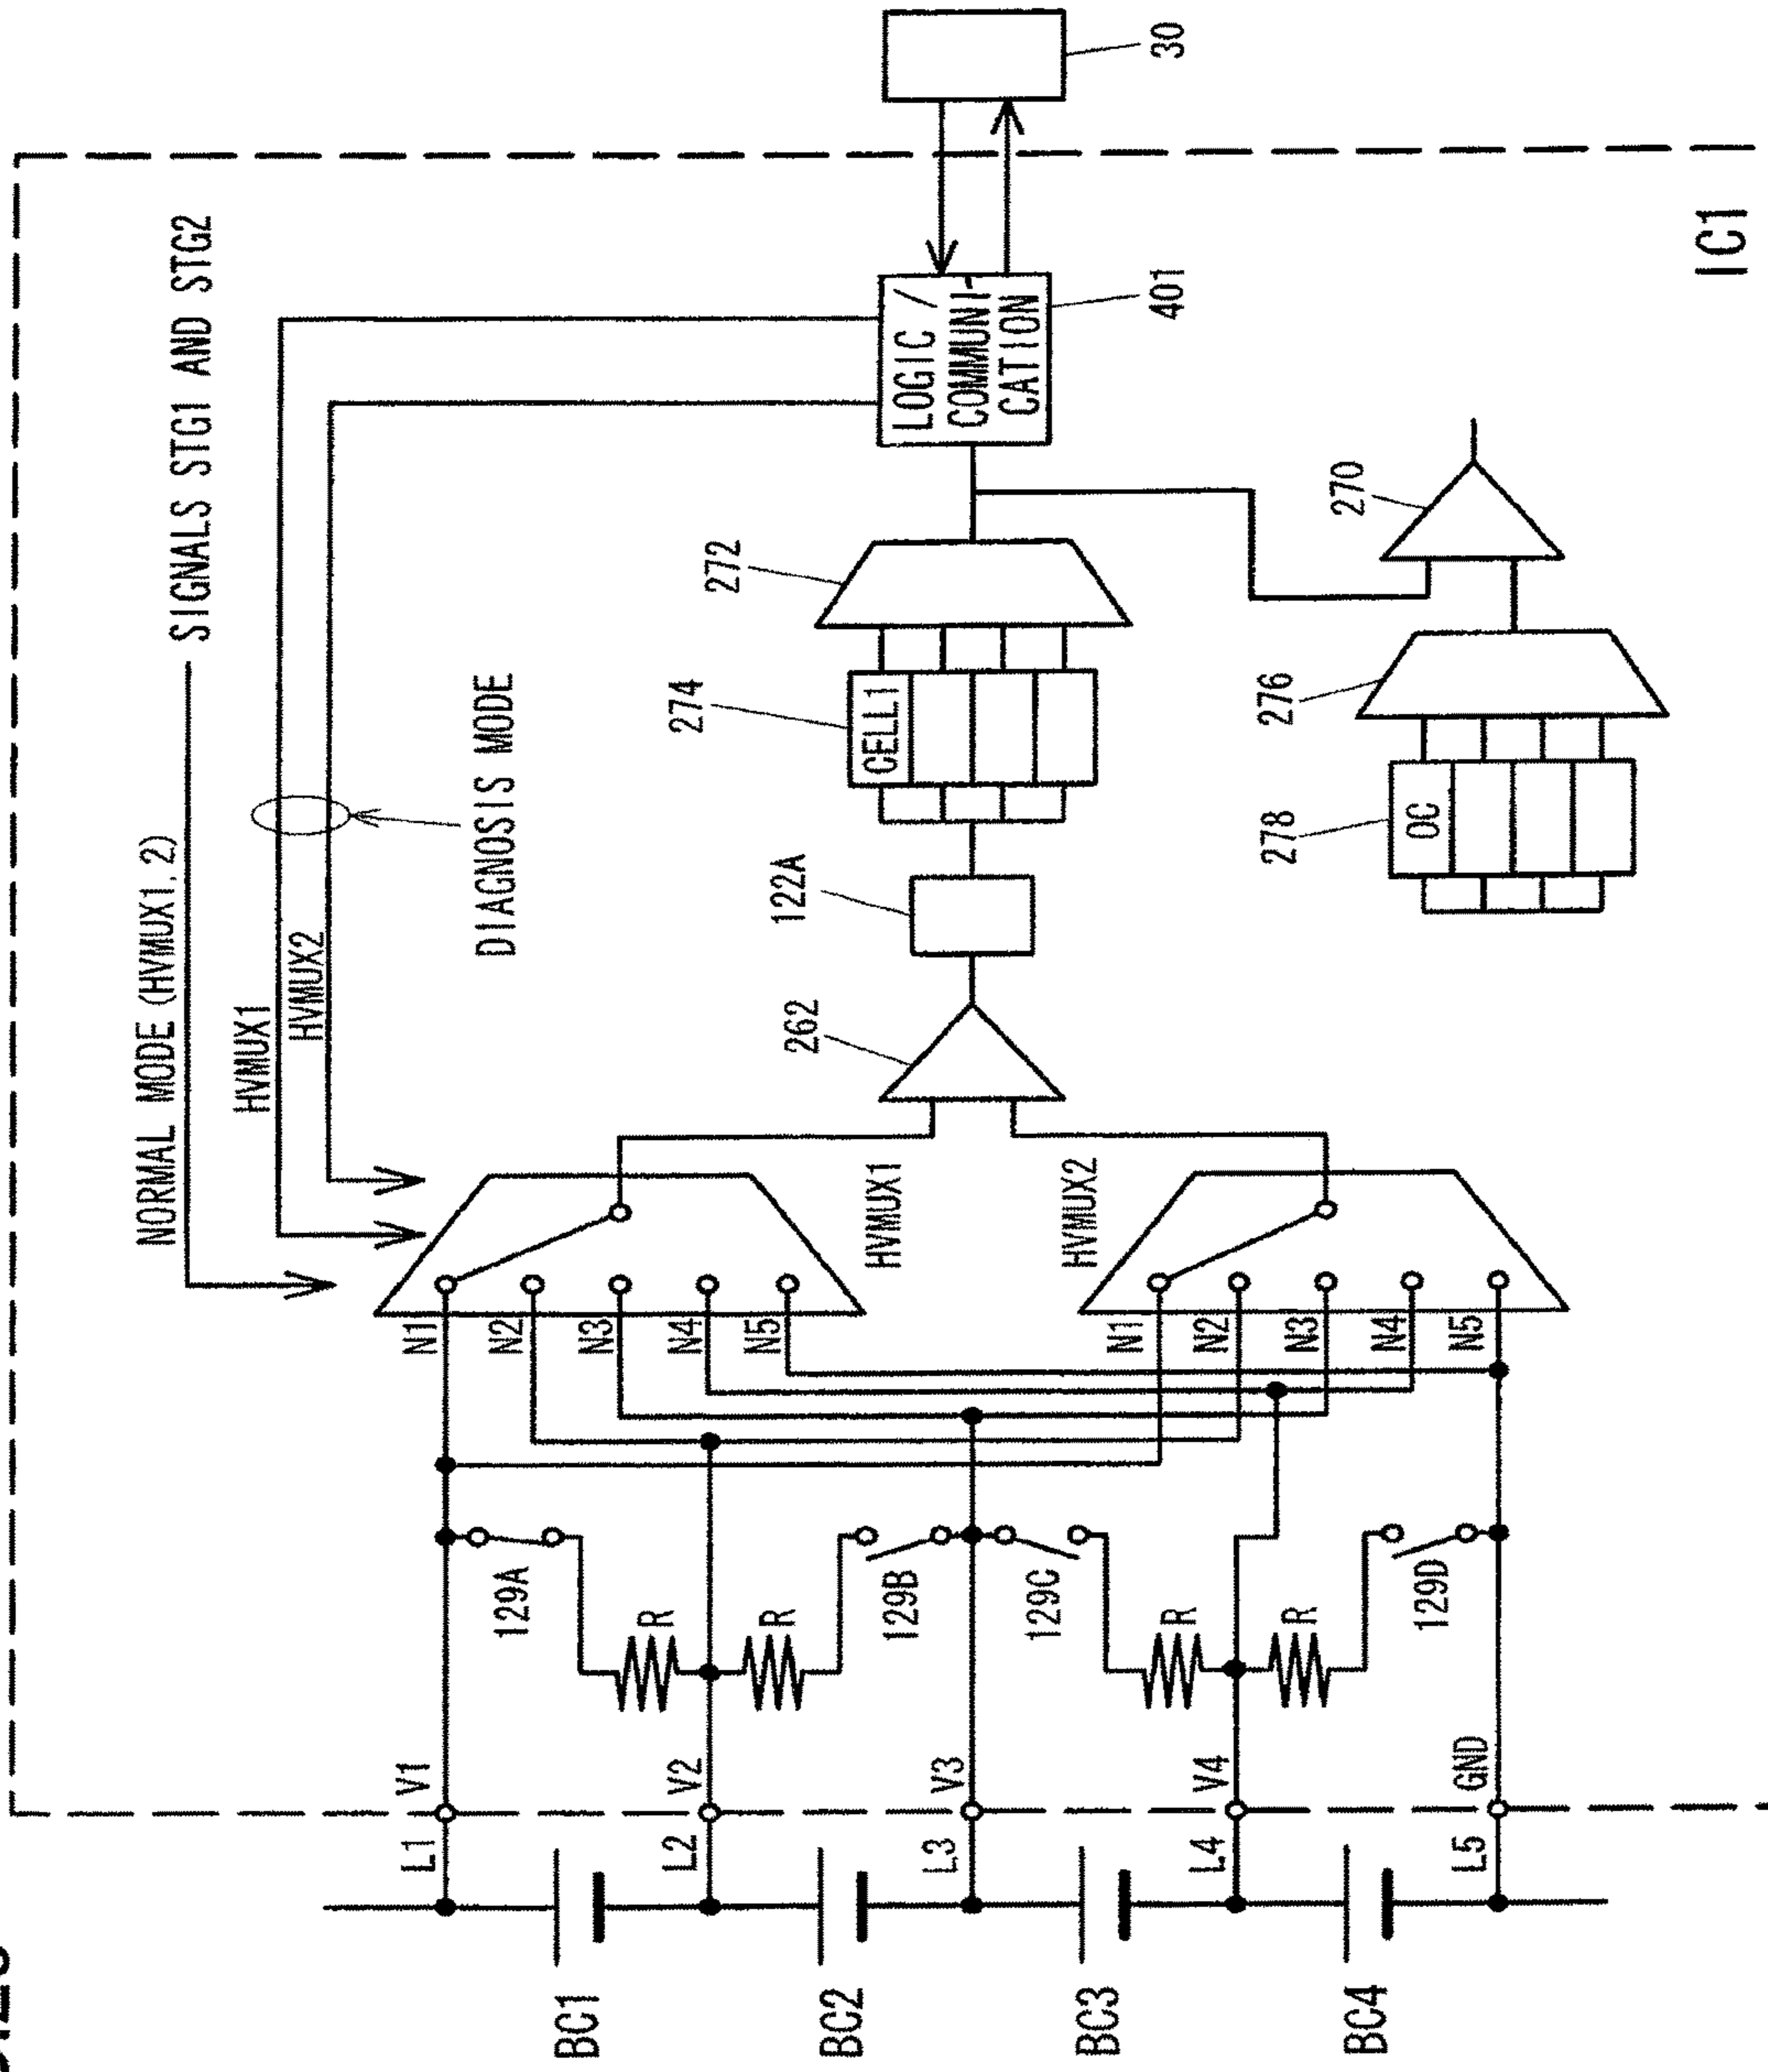 NORMAL MODE (HVMUX1, 2)
SIGNALS STG1 AND STG2
HVMUX1
HVMUX2
DIAGNOSIS MODE
BC1
BC2
BC3
BC4
L1
L2
L3
L4
L5
V1
V2
V3
V4
GND
129A
R
R
129B
129C
R
R
129D
N1
N2
N3
N4
N5
HVMUX1
HVMUX2
N1
N2
N3
N4
N5
262
122A
274
CELL1
272
LOGIC /
COMMUNI-
CATION
401
30
278
OC
276
270
IC1